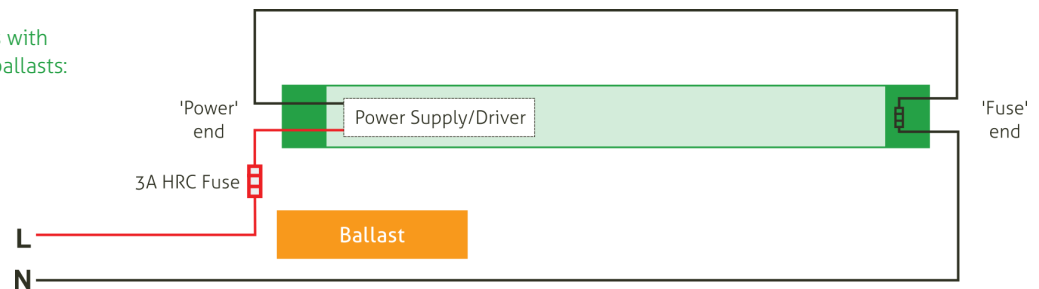 with
ballasts:
'Power'
end
Power Supply/Driver
'Fuse'
end
3A HRC Fuse
Ballast
L
N